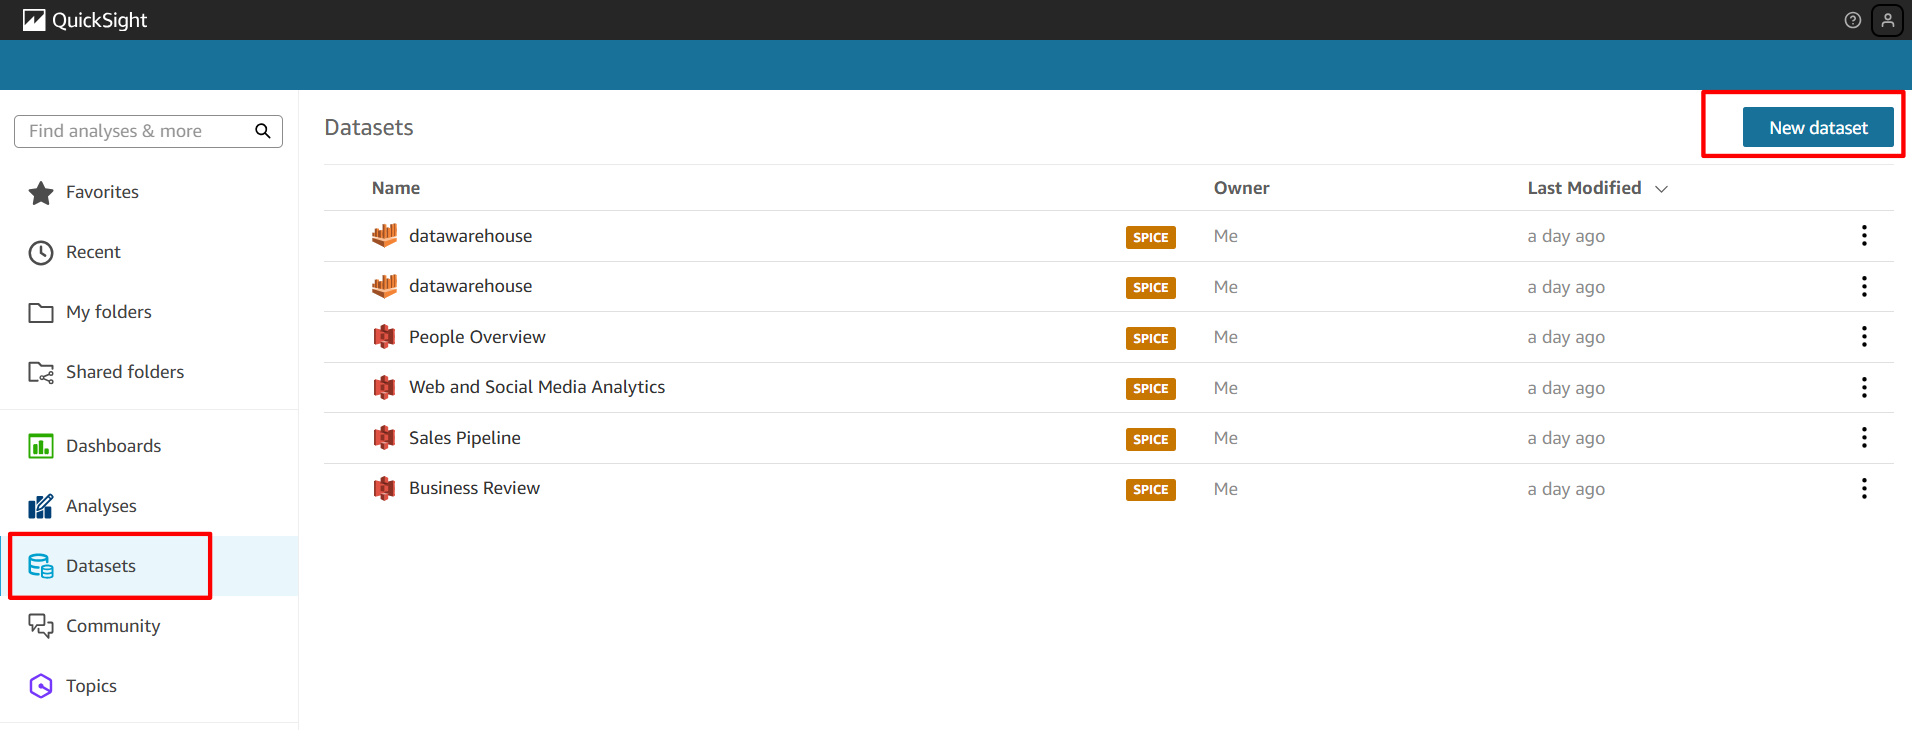 QuickSight
Find analyses & more
Favorites
Recent
My folders
Shared folders
Dashboards
Analyses
Datasets
Community
Topics
Datasets
New dataset
Name Owner Last Modified
datawarehouse SPICE Me a day ago
datawarehouse SPICE Me a day ago
People Overview SPICE Me a day ago
Web and Social Media Analytics SPICE Me a day ago
Sales Pipeline SPICE Me a day ago
Business Review SPICE Me a day ago